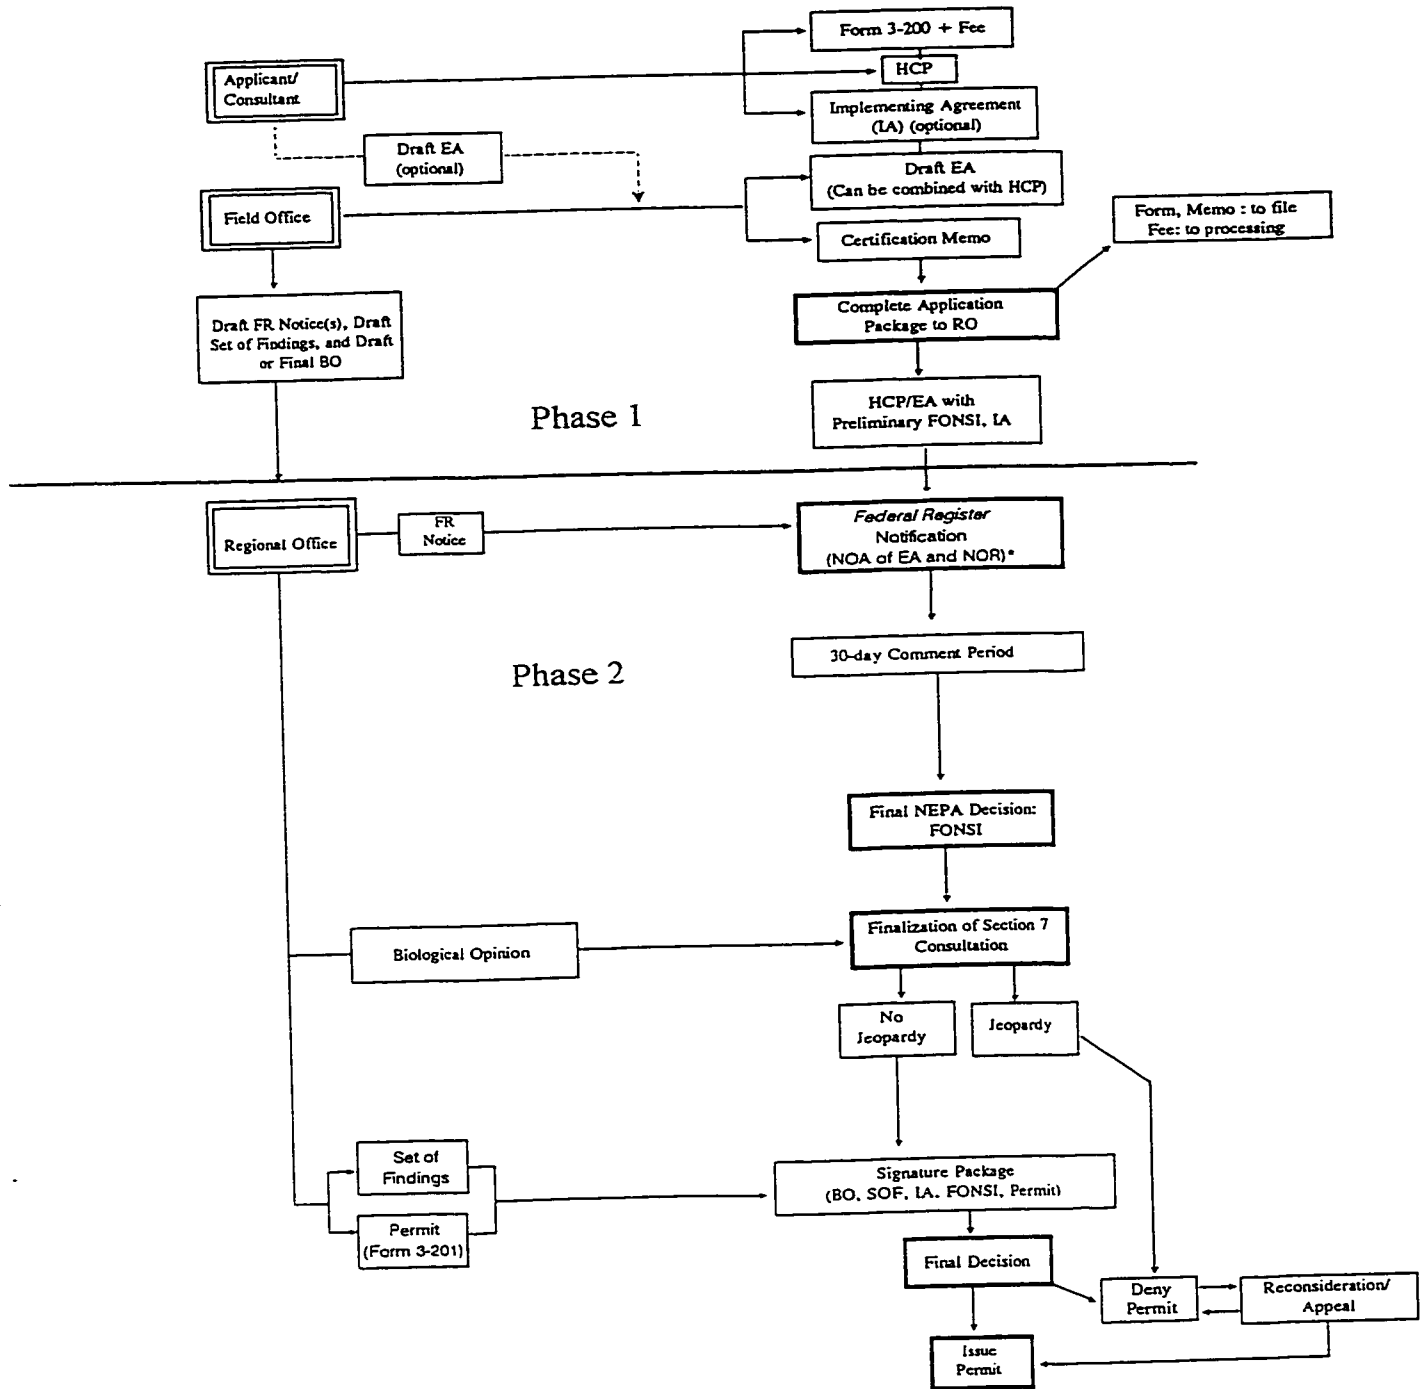 Form 3-200 + Fee
Applicant/
Consultant
HCP
Implementing Agreement
(IA) (optional)
Draft EA
(optional)
Draft EA
(Can be combined with HCP)
Field Office
Form, Memo : to file
Fee: to processing
Certification Memo
Complete Application
Package to RO
Draft FR Notice(s), Draft
Set of Findings, and Draft
or Final BO
HCP/EA with
Preliminary FONSI, IA
Phase 1
Regional Office
FR
Notice
Federal Register
Notification
(NOA of EA and NOR)*
30-day Comment Period
Phase 2
Final NEPA Decision:
FONSI
Finalization of Section 7
Consultation
Biological Opinion
No
Jeopardy
Jeopardy
Set of
Findings
Permit
(Form 3-201)
Signature Package
(BO, SOF, IA, FONSI, Permit)
Final Decision
Deny
Permit
Reconsideration/
Appeal
Issue
Permit